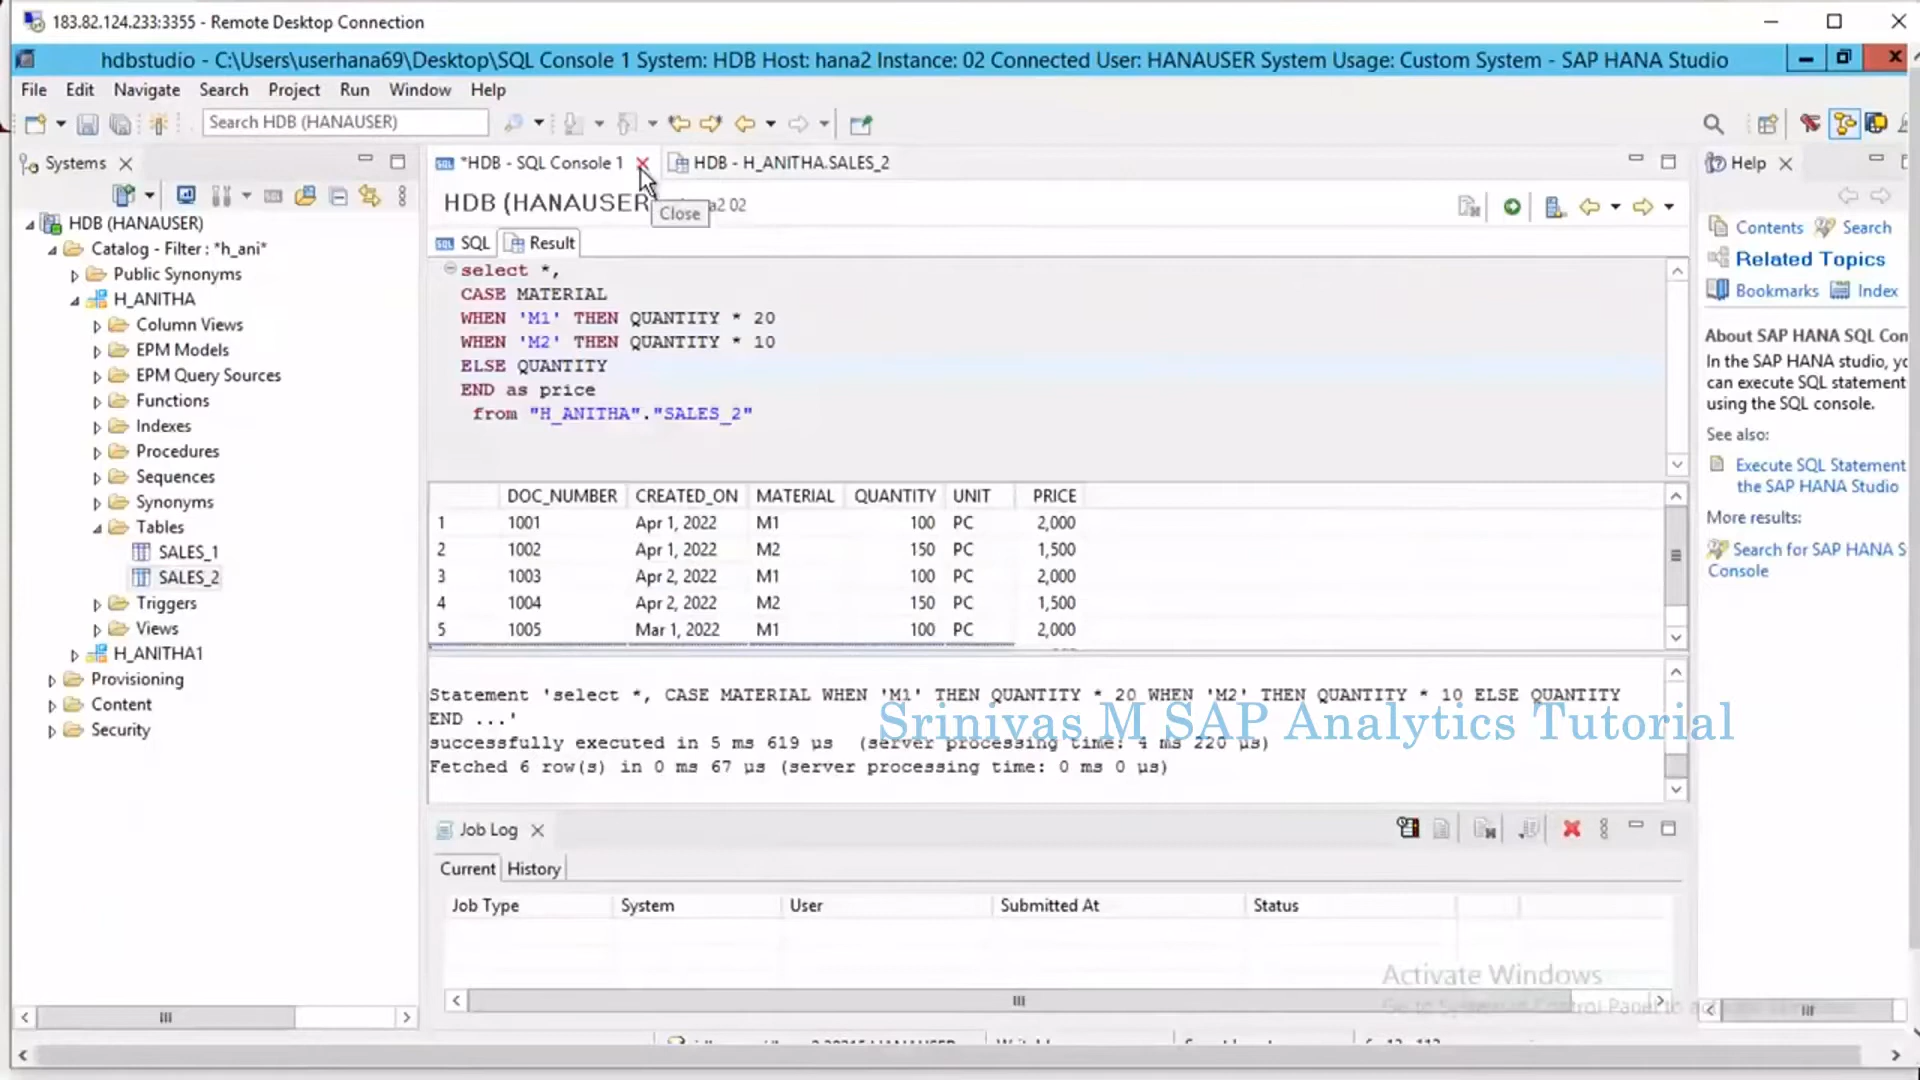 183.82.124.233:3355 - Remote Desktop Connection
hdbstudio - C:\Users\userhana69\Desktop\SQL Console 1 System: HDB Host: hana2 Instance: 02 Connected User: HANAUSER System Usage: Custom System - SAP HANA Studio
File Edit Navigate Search Project Run Window Help
Search HDB (HANAUSER)
Systems
*HDB - SQL Console 1
HDB - H_ANITHA.SALES_2
Help
HDB (HANAUSER
a2 02
Close
SQL
Result
HDB (HANAUSER)
Catalog - Filter : *h_ani*
Public Synonyms
H_ANITHA
Column Views
EPM Models
EPM Query Sources
Functions
Indexes
Procedures
Sequences
Synonyms
Tables
SALES_1
SALES_2
Triggers
Views
H_ANITHA1
Provisioning
Content
Security
select *,
CASE MATERIAL
WHEN 'M1' THEN QUANTITY * 20
WHEN 'M2' THEN QUANTITY * 10
ELSE QUANTITY
END as price
from "H_ANITHA"."SALES_2"
DOC_NUMBER CREATED_ON MATERIAL QUANTITY UNIT PRICE
1 1001 Apr 1, 2022 M1 100 PC 2,000
2 1002 Apr 1, 2022 M2 150 PC 1,500
3 1003 Apr 2, 2022 M1 100 PC 2,000
4 1004 Apr 2, 2022 M2 150 PC 1,500
5 1005 Mar 1, 2022 M1 100 PC 2,000
Statement 'select *, CASE MATERIAL WHEN 'M1' THEN QUANTITY * 20 WHEN 'M2' THEN QUANTITY * 10 ELSE QUANTITY
END ...'
successfully executed in 5 ms 619 µs (server processing time: 4 ms 220 µs)
Fetched 6 row(s) in 0 ms 67 µs (server processing time: 0 ms 0 µs)
Srinivas M SAP Analytics Tutorial
Job Log
Current History
Job Type System User Submitted At Status
Contents Search
Related Topics
Bookmarks Index
About SAP HANA SQL Con
In the SAP HANA studio, yo
can execute SQL statement
using the SQL console.
See also:
Execute SQL Statement
the SAP HANA Studio
More results:
Search for SAP HANA S
Console
Activate Windows
Go to System in Control Panel to